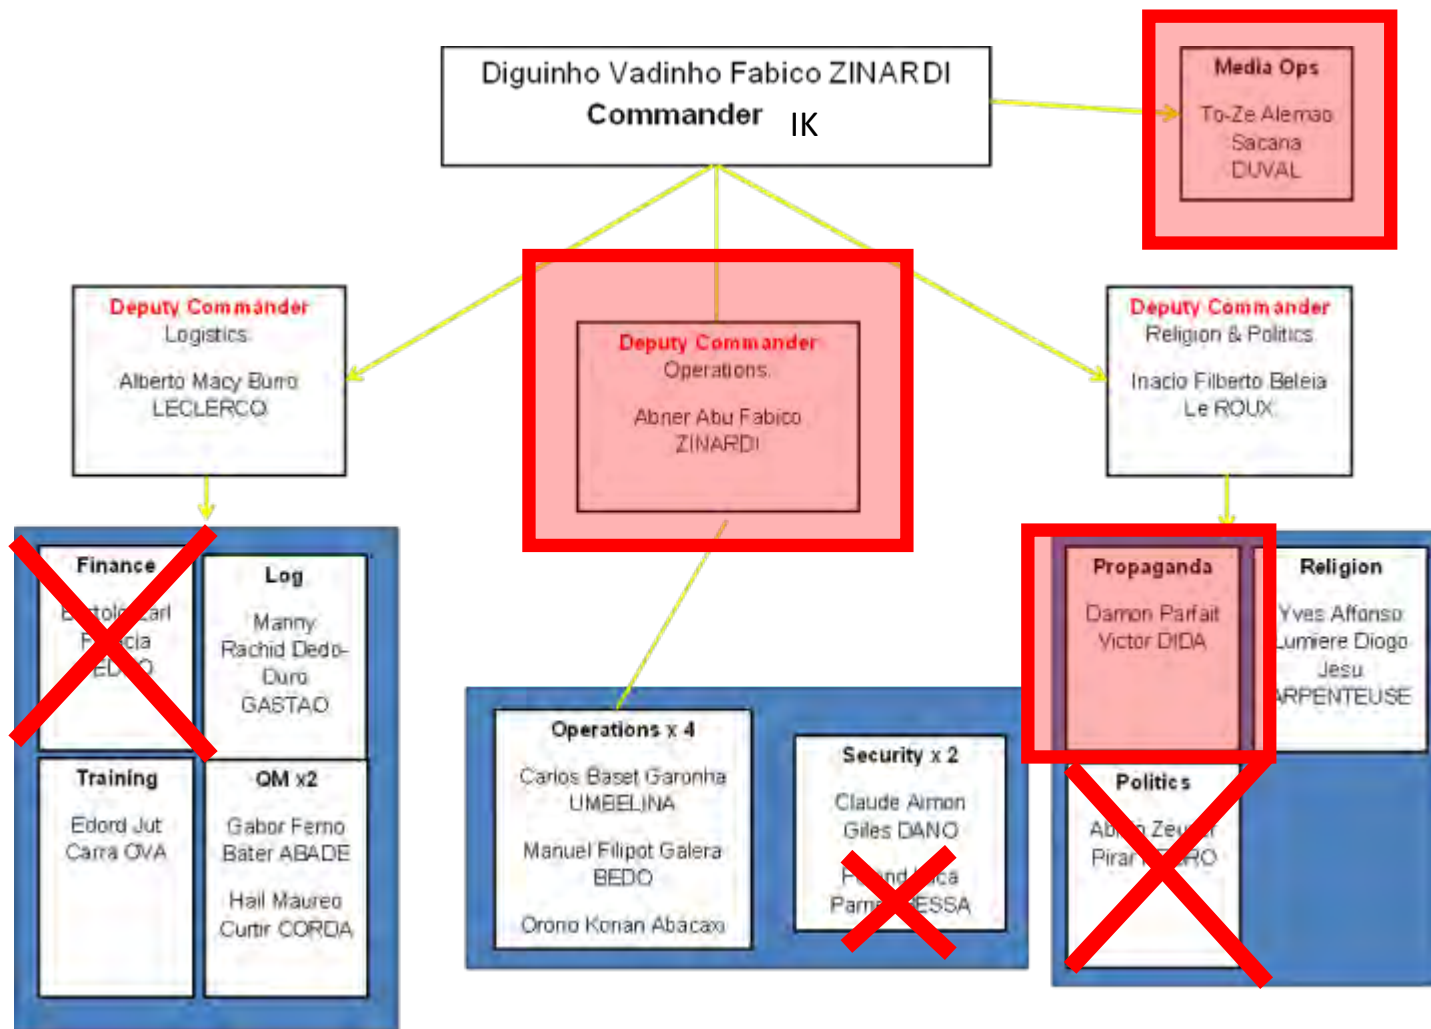 Diguinho Vadinho Fabico ZINARDI
Commander IK
Media Ops
To-Ze Alemao
Sacana
DUVAL
Deputy Commander
Logistics
Alberto Macy Burro
LECLERCQ
Deputy Commander
Operations
Abner Abu Fabico
ZINARDI
Deputy Commander
Religion & Politics
Inacio Filberto Beleia
Le ROUX
Finance
Log
Manny
Rachid Dedo-
Duro
GASTAO
Training
Edord Jut
Carra OVA
QM x2
Gabor Ferno
Bater ABADE
Hail Maureo
Curtir CORDA
Operations x 4
Carlos Baset Garonha
UMBELINA
Manuel Filipot Galera
BEDO
Orono Konan Abacaxi
Security x 2
Claude Aimon
Giles DANO
Propaganda
Damon Parfait
Victor DIDA
Religion
Yves Affonso
Lumiere Diogo
Jesu
ARPENTEUSE
Politics